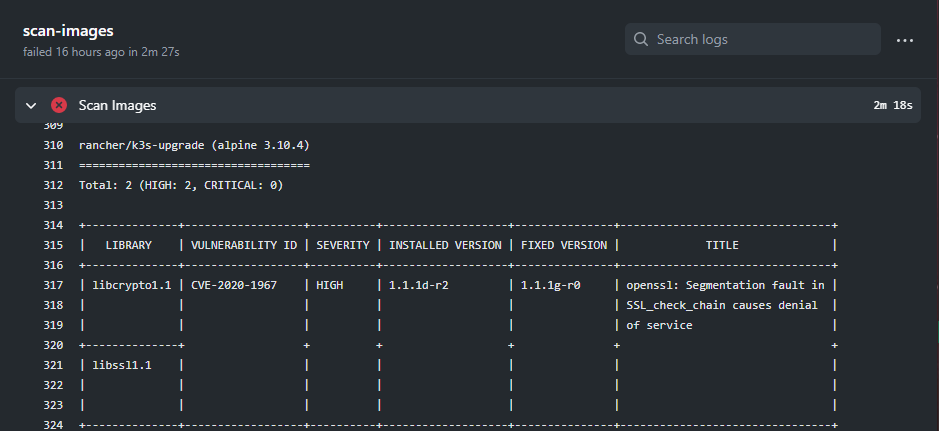 scan-images
failed 16 hours ago in 2m 27s
Search logs
Scan Images 2m 18s
309
310 rancher/k3s-upgrade (alpine 3.10.4)
311 ===================================
312 Total: 2 (HIGH: 2, CRITICAL: 0)
313
314 +--------------+------------------+----------+-------------------+---------------+--------------------------------+
315 |   LIBRARY    | VULNERABILITY ID | SEVERITY | INSTALLED VERSION | FIXED VERSION |             TITLE              |
316 +--------------+------------------+----------+-------------------+---------------+--------------------------------+
317 | libcrypto1.1 | CVE-2020-1967    | HIGH     | 1.1.1d-r2         | 1.1.1g-r0     | openssl: Segmentation fault in |
318 |              |                  |          |                   |               | SSL_check_chain causes denial  |
319 |              |                  |          |                   |               | of service                     |
320 +--------------+                  +          +                   +               +                                +
321 | libssl1.1    |                  |          |                   |               |                                |
322 |              |                  |          |                   |               |                                |
323 |              |                  |          |                   |               |                                |
324 +--------------+------------------+----------+-------------------+---------------+--------------------------------+